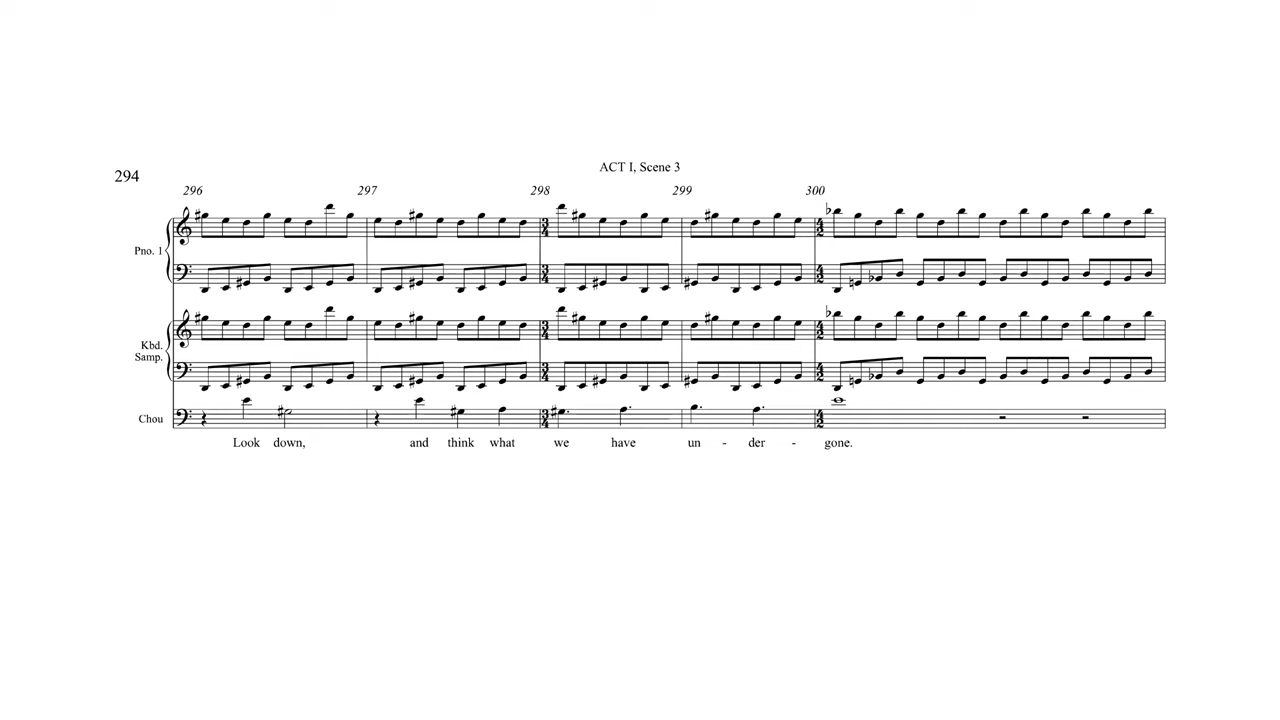 ACT I, Scene 3
294
296 297 298 299 300
Pno. 1
Kbd.
Samp.
Chou
Look down, and think what we have un - der - gone.